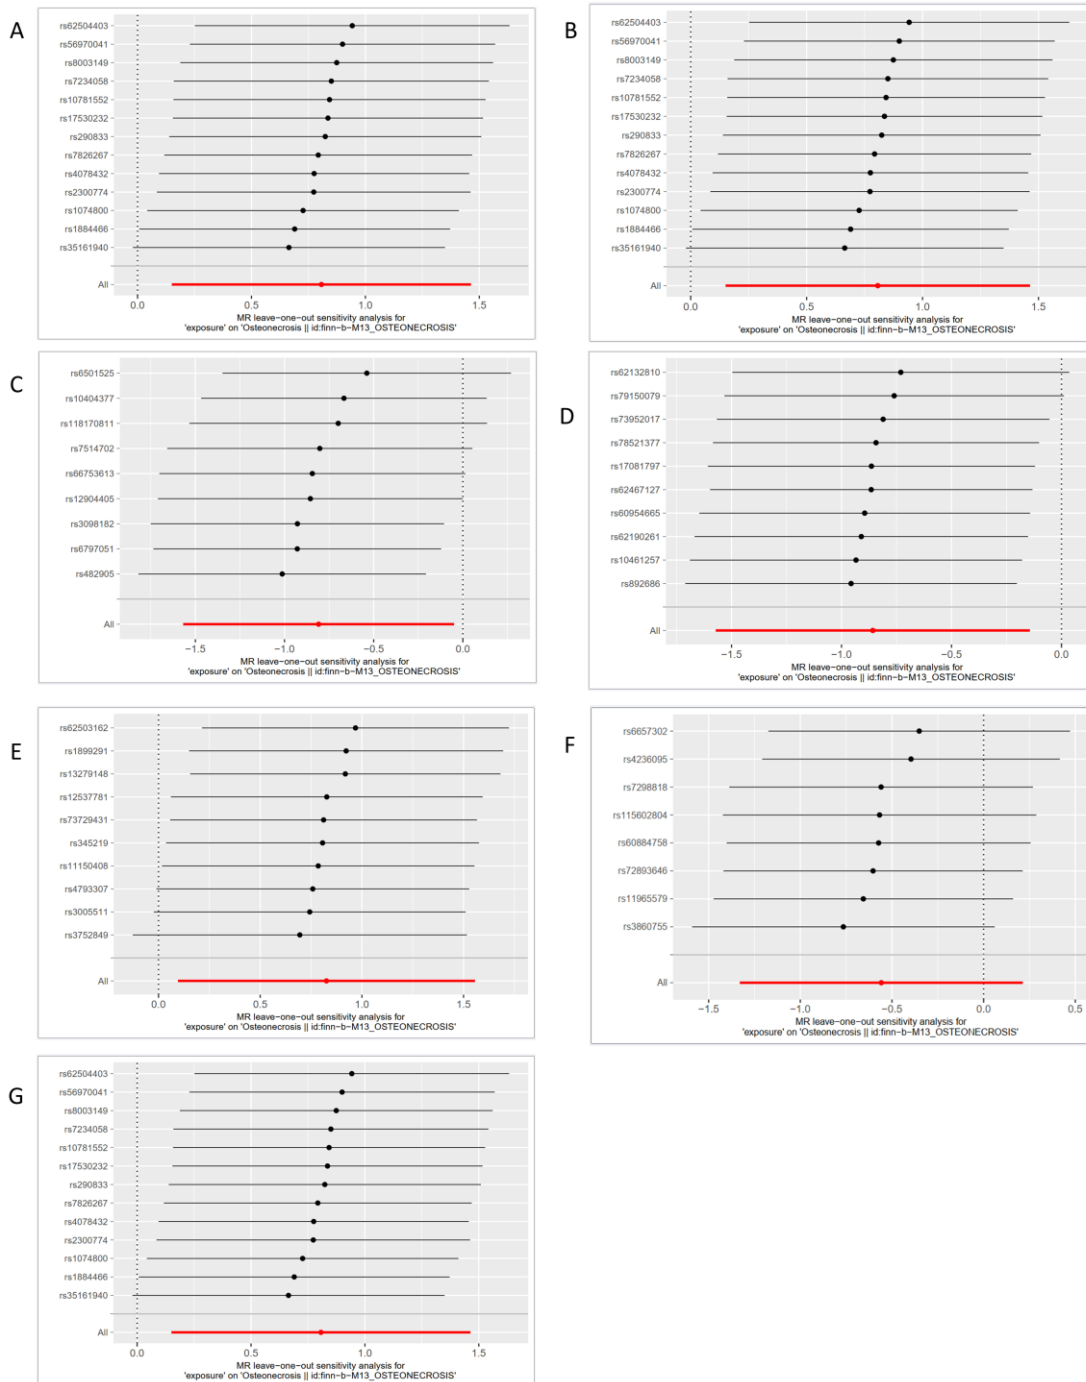 A
rs62504403
rs56970041
rs8003149
rs7234058
rs10781552
rs17530232
rs290833
rs7826267
rs4078432
rs2300774
rs1074800
rs1884466
rs35161940
All
0.0 0.5 1.0 1.5
MR leave−one−out sensitivity analysis for
'exposure' on 'Osteonecrosis || id:finn−b−M13_OSTEONECROSIS'
B
rs62504403
rs56970041
rs8003149
rs7234058
rs10781552
rs17530232
rs290833
rs7826267
rs4078432
rs2300774
rs1074800
rs1884466
rs35161940
All
0.0 0.5 1.0 1.5
MR leave−one−out sensitivity analysis for
'exposure' on 'Osteonecrosis || id:finn−b−M13_OSTEONECROSIS'
C
rs6501525
rs10404377
rs118170811
rs7514702
rs66753613
rs12904405
rs3098182
rs6797051
rs482905
All
−1.5 −1.0 −0.5 0.0
MR leave−one−out sensitivity analysis for
'exposure' on 'Osteonecrosis || id:finn−b−M13_OSTEONECROSIS'
D
rs62132810
rs79150079
rs73952017
rs78521377
rs17081797
rs62467127
rs60954665
rs62190261
rs10461257
rs892686
All
−1.5 −1.0 −0.5 0.0
MR leave−one−out sensitivity analysis for
'exposure' on 'Osteonecrosis || id:finn−b−M13_OSTEONECROSIS'
E
rs62503162
rs1899291
rs13279148
rs12537781
rs73729431
rs345219
rs11150408
rs4793307
rs3005511
rs3752849
All
0.0 0.5 1.0 1.5
MR leave−one−out sensitivity analysis for
'exposure' on 'Osteonecrosis || id:finn−b−M13_OSTEONECROSIS'
F
rs6657302
rs4236095
rs7298818
rs115602804
rs60884758
rs72893646
rs11965579
rs3860755
All
−1.5 −1.0 −0.5 0.0 0.5
MR leave−one−out sensitivity analysis for
'exposure' on 'Osteonecrosis || id:finn−b−M13_OSTEONECROSIS'
G
rs62504403
rs56970041
rs8003149
rs7234058
rs10781552
rs17530232
rs290833
rs7826267
rs4078432
rs2300774
rs1074800
rs1884466
rs35161940
All
0.0 0.5 1.0 1.5
MR leave−one−out sensitivity analysis for
'exposure' on 'Osteonecrosis || id:finn−b−M13_OSTEONECROSIS'